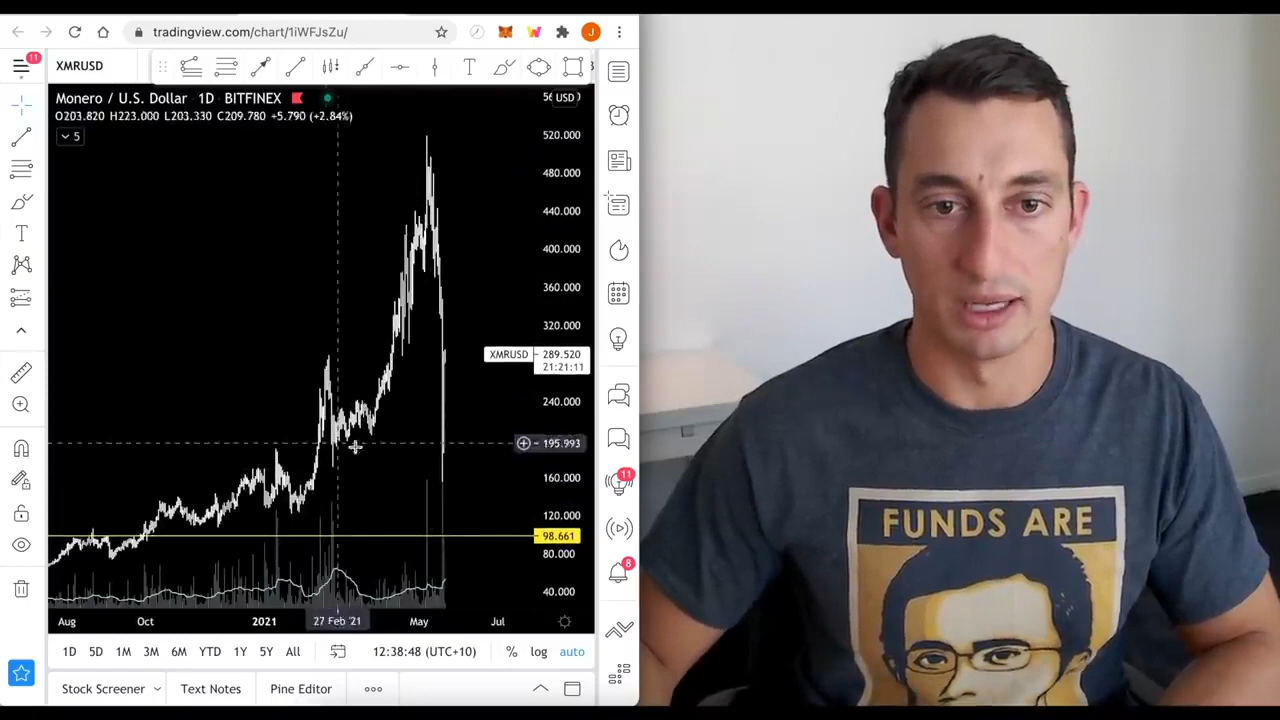 tradingview.com/chart/1iWFJsZu/
J
11
XMRUSD
T
Monero / U.S. Dollar 1D BITFINEX
USD
O203.820 H223.000 L203.330 C209.780 +5.790 (+2.84%)
5
520.000
480.000
440.000
400.000
360.000
320.000
XMRUSD 289.520
21:21:11
240.000
195.993
160.000
120.000
98.661
80.000
40.000
Aug Oct 2021 27 Feb '21 May Jul
1D 5D 1M 3M 6M YTD 1Y 5Y All
12:38:48 (UTC+10) % log auto
Stock Screener Text Notes Pine Editor
T
11
8
FUNDS ARE